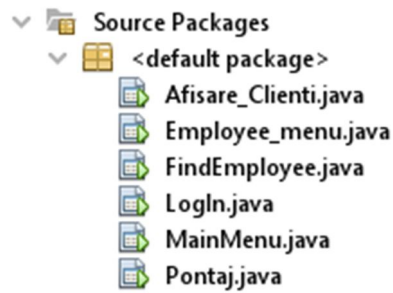 Source Packages
<default package>
Afisare_Clienti.java
Employee_menu.java
FindEmployee.java
LogIn.java
MainMenu.java
Pontaj.java